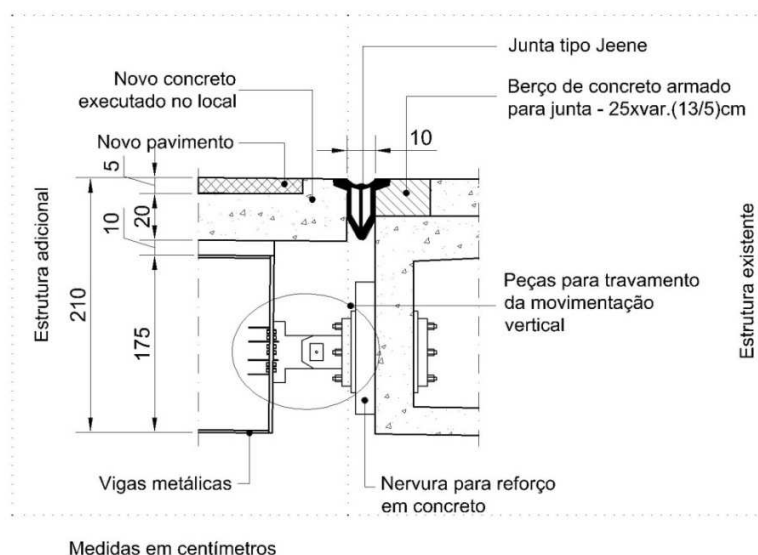 Junta tipo Jeene
Novo concreto
executado no local
Berço de concreto armado
para junta - 25xvar.(13/5)cm
10
Novo pavimento
5
20
10
210
175
Estrutura adicional
Estrutura existente
Peças para travamento
da movimentação
vertical
Vigas metálicas
Nervura para reforço
em concreto
Medidas em centímetros